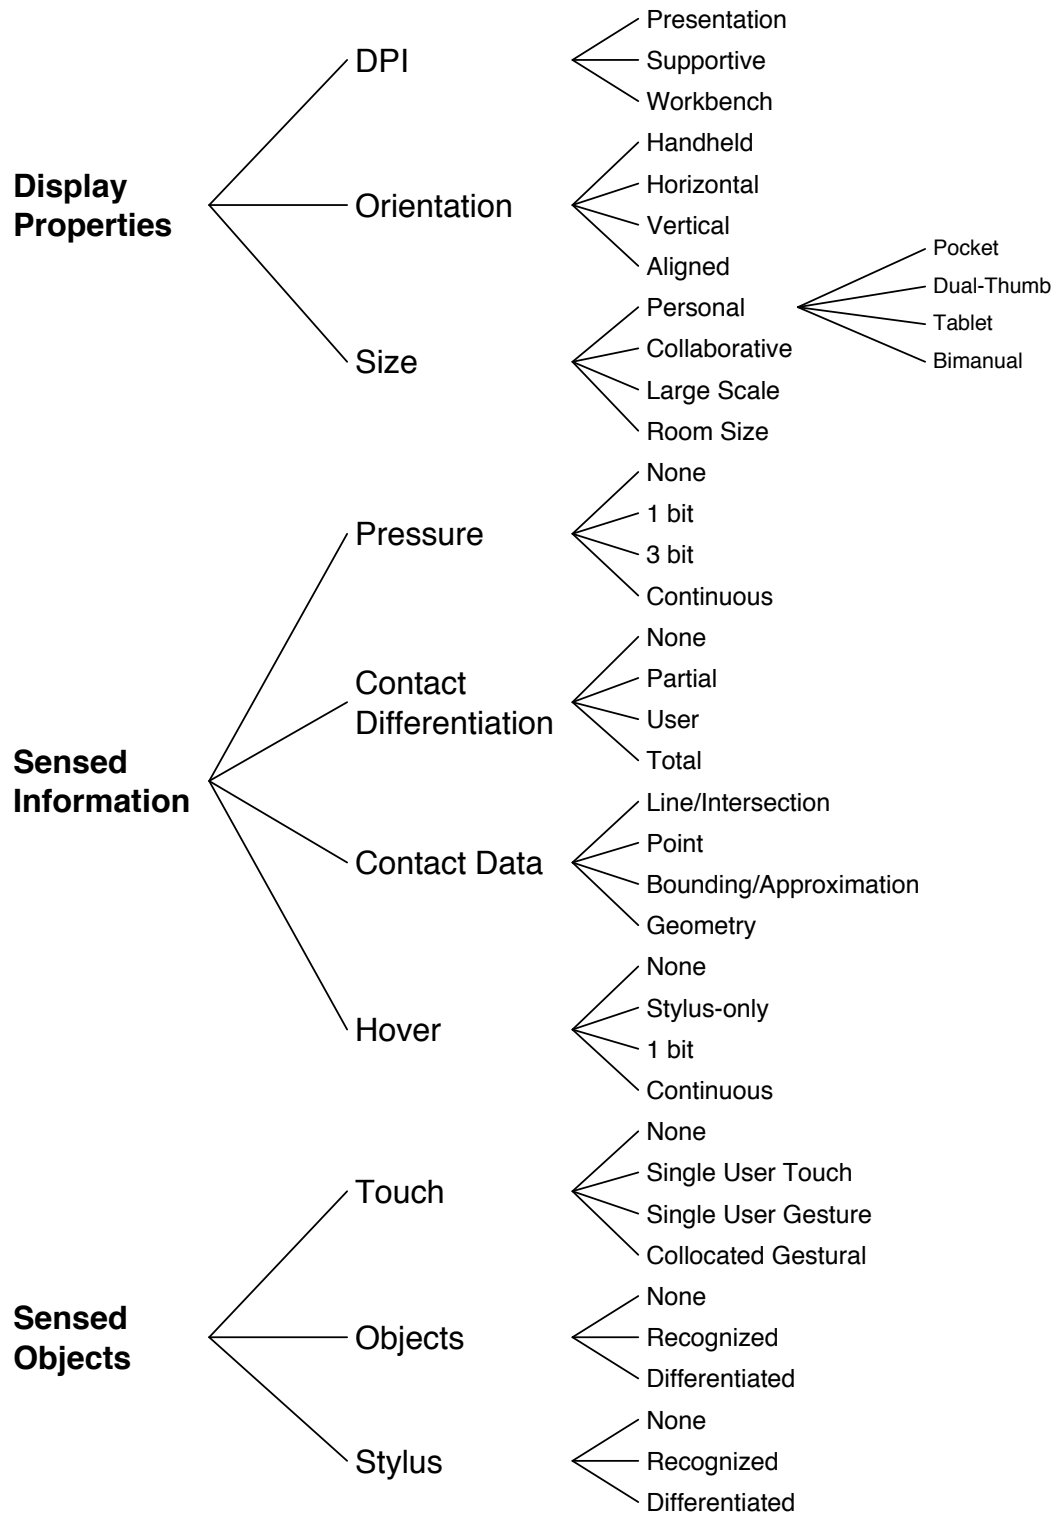 Display
Properties
DPI
Presentation
Supportive
Workbench
Orientation
Handheld
Horizontal
Vertical
Aligned
Size
Personal
Pocket
Dual-Thumb
Tablet
Bimanual
Collaborative
Large Scale
Room Size
Sensed
Information
Pressure
None
1 bit
3 bit
Continuous
Contact
Differentiation
None
Partial
User
Total
Contact Data
Line/Intersection
Point
Bounding/Approximation
Geometry
Hover
None
Stylus-only
1 bit
Continuous
Sensed
Objects
Touch
None
Single User Touch
Single User Gesture
Collocated Gestural
Objects
None
Recognized
Differentiated
Stylus
None
Recognized
Differentiated